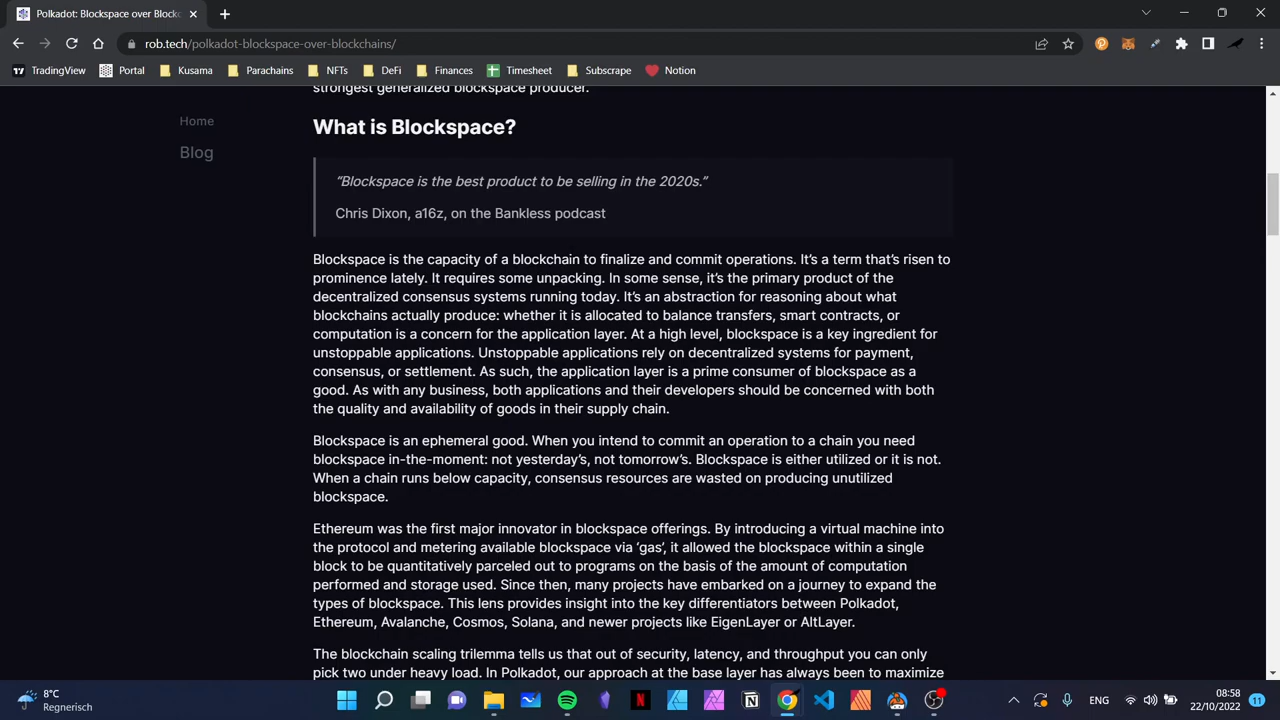 Polkadot: Blockspace over Blocks
rob.tech/polkadot-blockspace-over-blockchains/
TradingView
Portal
Kusama
Parachains
NFTs
DeFi
Finances
Timesheet
Subscrape
Notion
strongest generalized blockspace producer.
Home
Blog
What is Blockspace?
“Blockspace is the best product to be selling in the 2020s.”
Chris Dixon, a16z, on the Bankless podcast
Blockspace is the capacity of a blockchain to finalize and commit operations. It’s a term that’s risen to
prominence lately. It requires some unpacking. In some sense, it’s the primary product of the
decentralized consensus systems running today. It’s an abstraction for reasoning about what
blockchains actually produce: whether it is allocated to balance transfers, smart contracts, or
computation is a concern for the application layer. At a high level, blockspace is a key ingredient for
unstoppable applications. Unstoppable applications rely on decentralized systems for payment,
consensus, or settlement. As such, the application layer is a prime consumer of blockspace as a
good. As with any business, both applications and their developers should be concerned with both
the quality and availability of goods in their supply chain.
Blockspace is an ephemeral good. When you intend to commit an operation to a chain you need
blockspace in-the-moment: not yesterday’s, not tomorrow’s. Blockspace is either utilized or it is not.
When a chain runs below capacity, consensus resources are wasted on producing unutilized
blockspace.
Ethereum was the first major innovator in blockspace offerings. By introducing a virtual machine into
the protocol and metering available blockspace via ‘gas’, it allowed the blockspace within a single
block to be quantitatively parceled out to programs on the basis of the amount of computation
performed and storage used. Since then, many projects have embarked on a journey to expand the
types of blockspace. This lens provides insight into the key differentiators between Polkadot,
Ethereum, Avalanche, Cosmos, Solana, and newer projects like EigenLayer or AltLayer.
The blockchain scaling trilemma tells us that out of security, latency, and throughput you can only
pick two under heavy load. In Polkadot, our approach at the base layer has always been to maximize
8°C
Regnerisch
ENG
08:58
22/10/2022
11